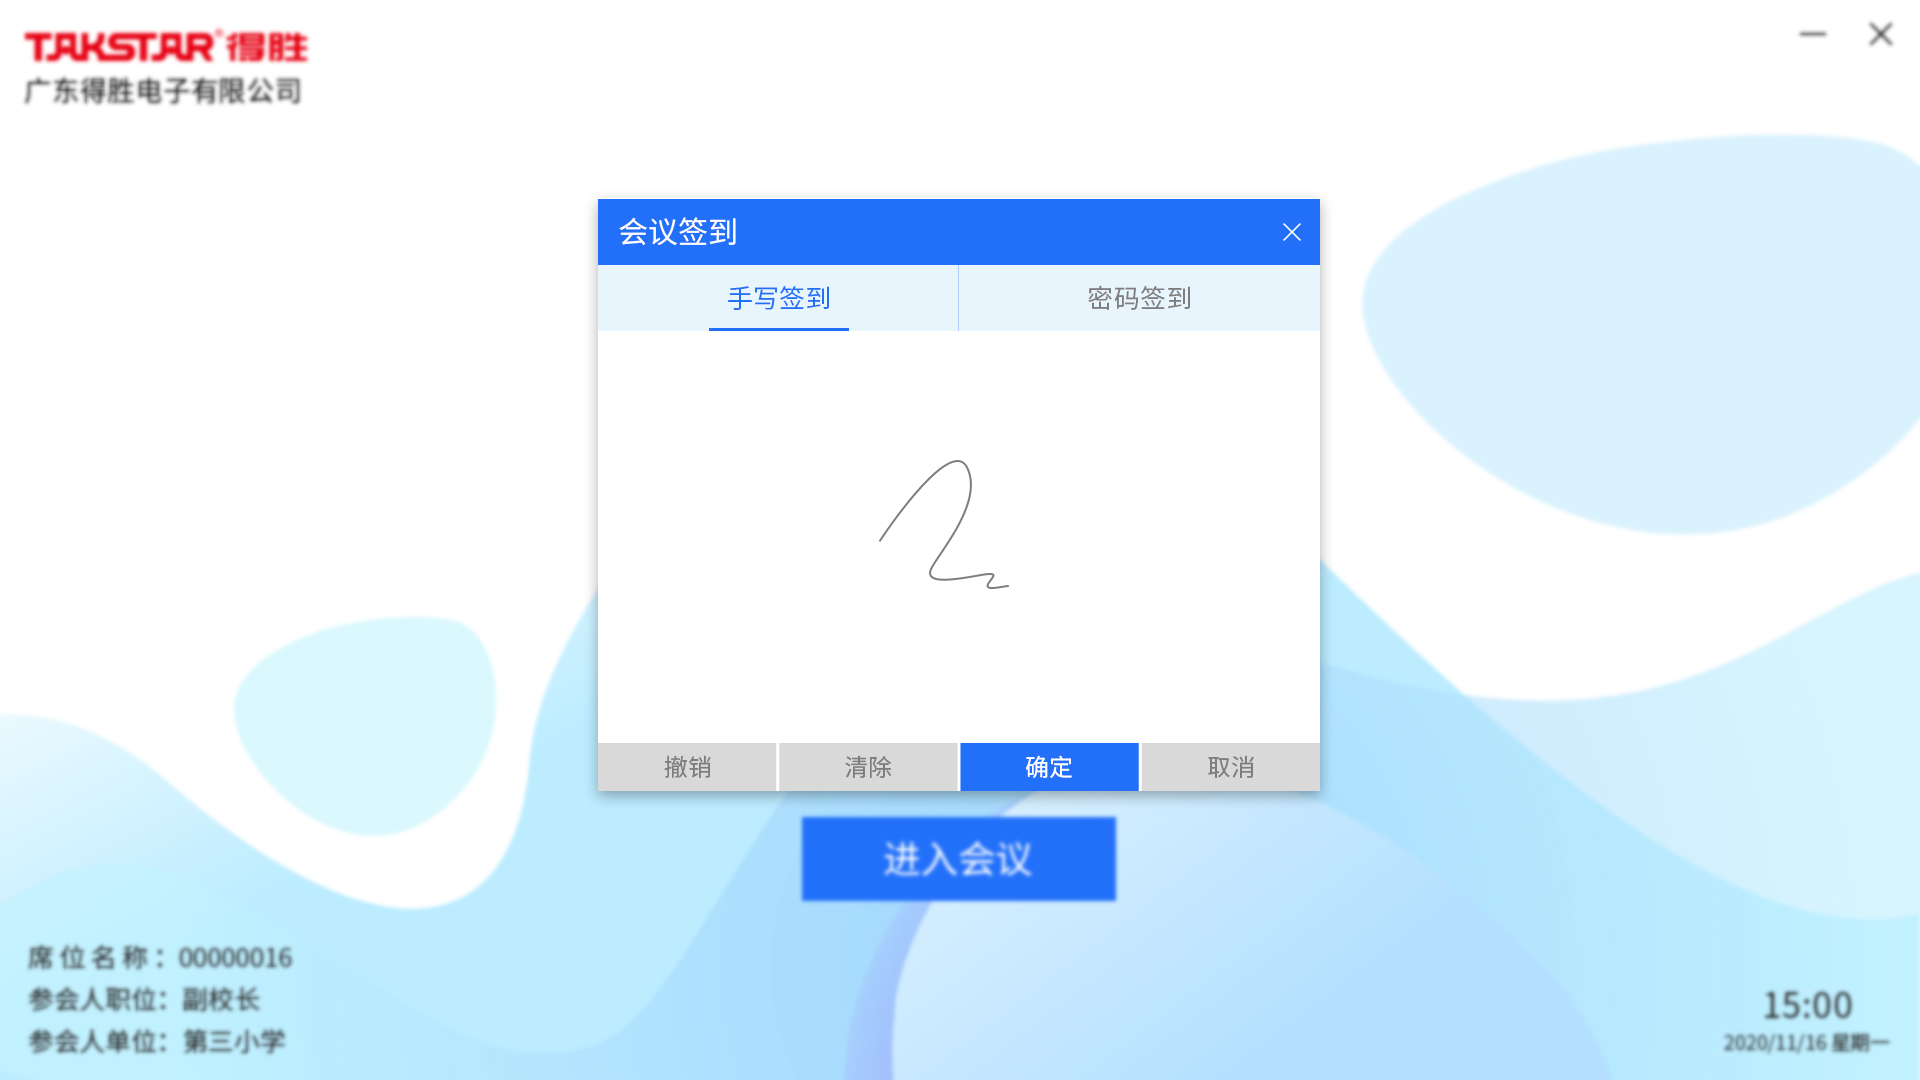 TAKSTAR®得胜
广东得胜电子有限公司
会议签到
手写签到 密码签到
撤销 清除 确定 取消
进入会议
席位名称：00000016
参会人职位：副校长
参会人单位：第三小学
15:00
2020/11/16 星期一